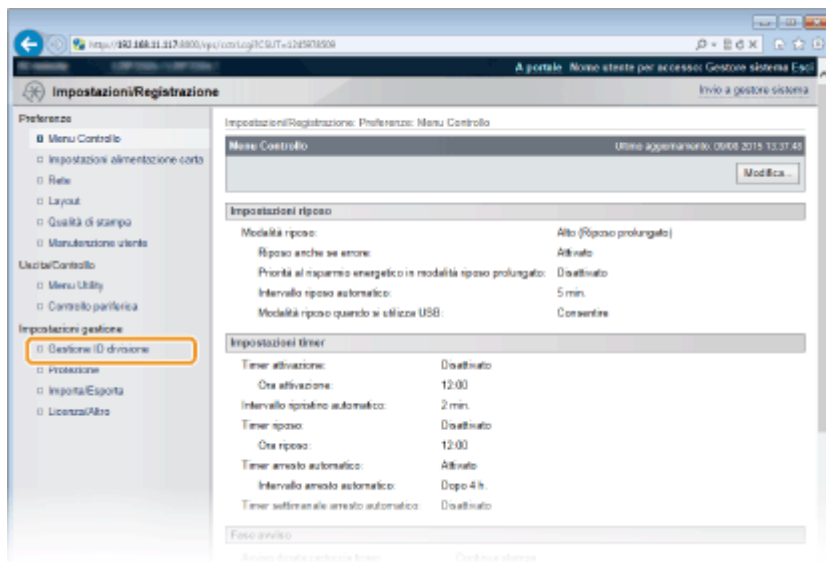 A portale Nome utente per accesso: Gestore sistema Esci
Impostazioni/Registrazione
Invio a gestore sistema
Preferenze
Menu Controllo
Impostazioni alimentazione carta
Rete
Layout
Qualità di stampa
Manutenzione utente
Uscita/Controllo
Menu Utility
Controllo periferica
Impostazioni gestione
Gestione ID divisione
Protezione
Importa/Esporta
Licenza/Altro
Impostazioni/Registrazione: Preferenze: Menu Controllo
Menu Controllo
Ultimo aggiornamento: 13:37:48
Modifica...
Impostazioni riposo
Modalità riposo: Alto (Riposo prolungato)
Riposo anche se errore: Attivato
Priorità al risparmio energetico in modalità riposo prolungato: Disattivato
Intervallo riposo automatico: 5 min.
Modalità riposo quando si utilizza USB: Consentire
Impostazioni timer
Timer attivazione: Disattivato
Ora attivazione: 12:00
Intervallo ripristino automatico: 2 min.
Timer riposo: Disattivato
Ora riposo: 12:00
Timer arresto automatico: Attivato
Intervallo arresto automatico: Dopo 4 h.
Timer settimanale arresto automatico: Disattivato